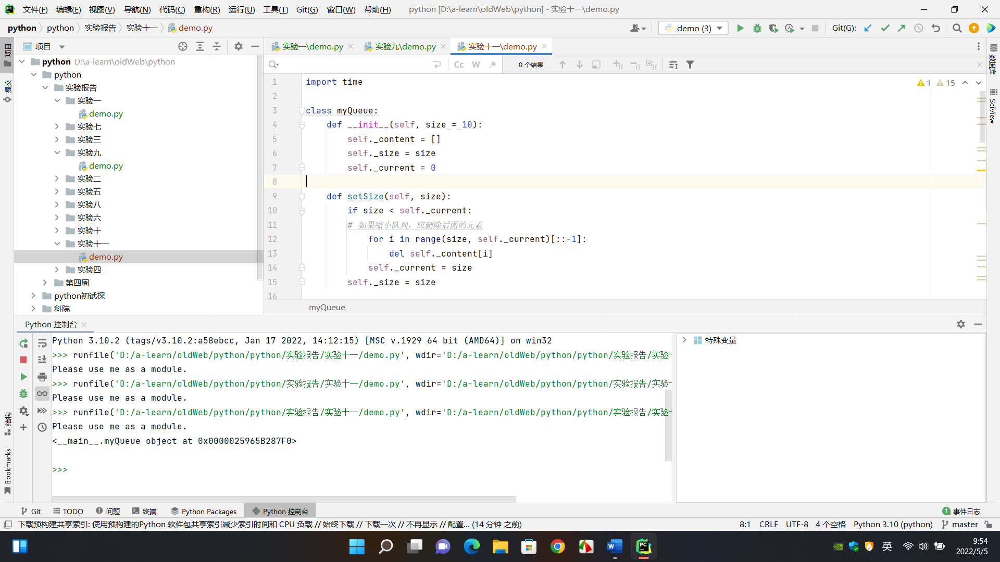 文件(F) 编辑(E) 视图(V) 导航(N) 代码(C) 重构(R) 运行(U) 工具(T) Git(G) 窗口(W) 帮助(H) python [D:\a-learn\oldWeb\python] - 实验十一\demo.py
python python 实验报告 实验十一 demo.py
demo (3)
Git(G):
项目
实验一\demo.py
实验九\demo.py
实验十一\demo.py
Cc W .* 0 个结果
项目
提交
结构
Bookmarks
python D:\a-learn\oldWeb\python
python
实验报告
实验一
demo.py
实验七
实验三
实验九
demo.py
实验二
实验五
实验八
实验六
实验十
实验十一
demo.py
实验四
第四周
python初试探
科院
1 import time
2
3 class myQueue:
4 def __init__(self, size = 10):
5 self._content = []
6 self._size = size
7 self._current = 0
8
9 def setSize(self, size):
10 if size < self._current:
11 # 如果缩小队列，应删除后面的元素
12 for i in range(size, self._current)[::-1]:
13 del self._content[i]
14 self._current = size
15 self._size = size
16
1 15
数据库
SciView
myQueue
Python 控制台
Python 3.10.2 (tags/v3.10.2:a58ebcc, Jan 17 2022, 14:12:15) [MSC v.1929 64 bit (AMD64)] on win32
>>> runfile('D:/a-learn/oldWeb/python/python/实验报告/实验十一/demo.py', wdir='D:/a-learn/oldWeb/python/python/实验报告/实验
Please use me as a module.
>>> runfile('D:/a-learn/oldWeb/python/python/实验报告/实验十一/demo.py', wdir='D:/a-learn/oldWeb/python/python/实验报告/实验
Please use me as a module.
>>> runfile('D:/a-learn/oldWeb/python/python/实验报告/实验十一/demo.py', wdir='D:/a-learn/oldWeb/python/python/实验报告/实验
Please use me as a module.
<__main__.myQueue object at 0x0000025965B287F0>
>>>
特殊变量
Git TODO 问题 终端 Python Packages Python 控制台 1 事件日志
下载预构建共享索引: 使用预构建的Python 软件包共享索引减少索引时间和 CPU 负载 // 始终下载 // 下载一次 // 不再显示 // 配置... (14 分钟 之前) 8:1 CRLF UTF-8 4 个空格 Python 3.10 (python) master
英
9:54
2022/5/5